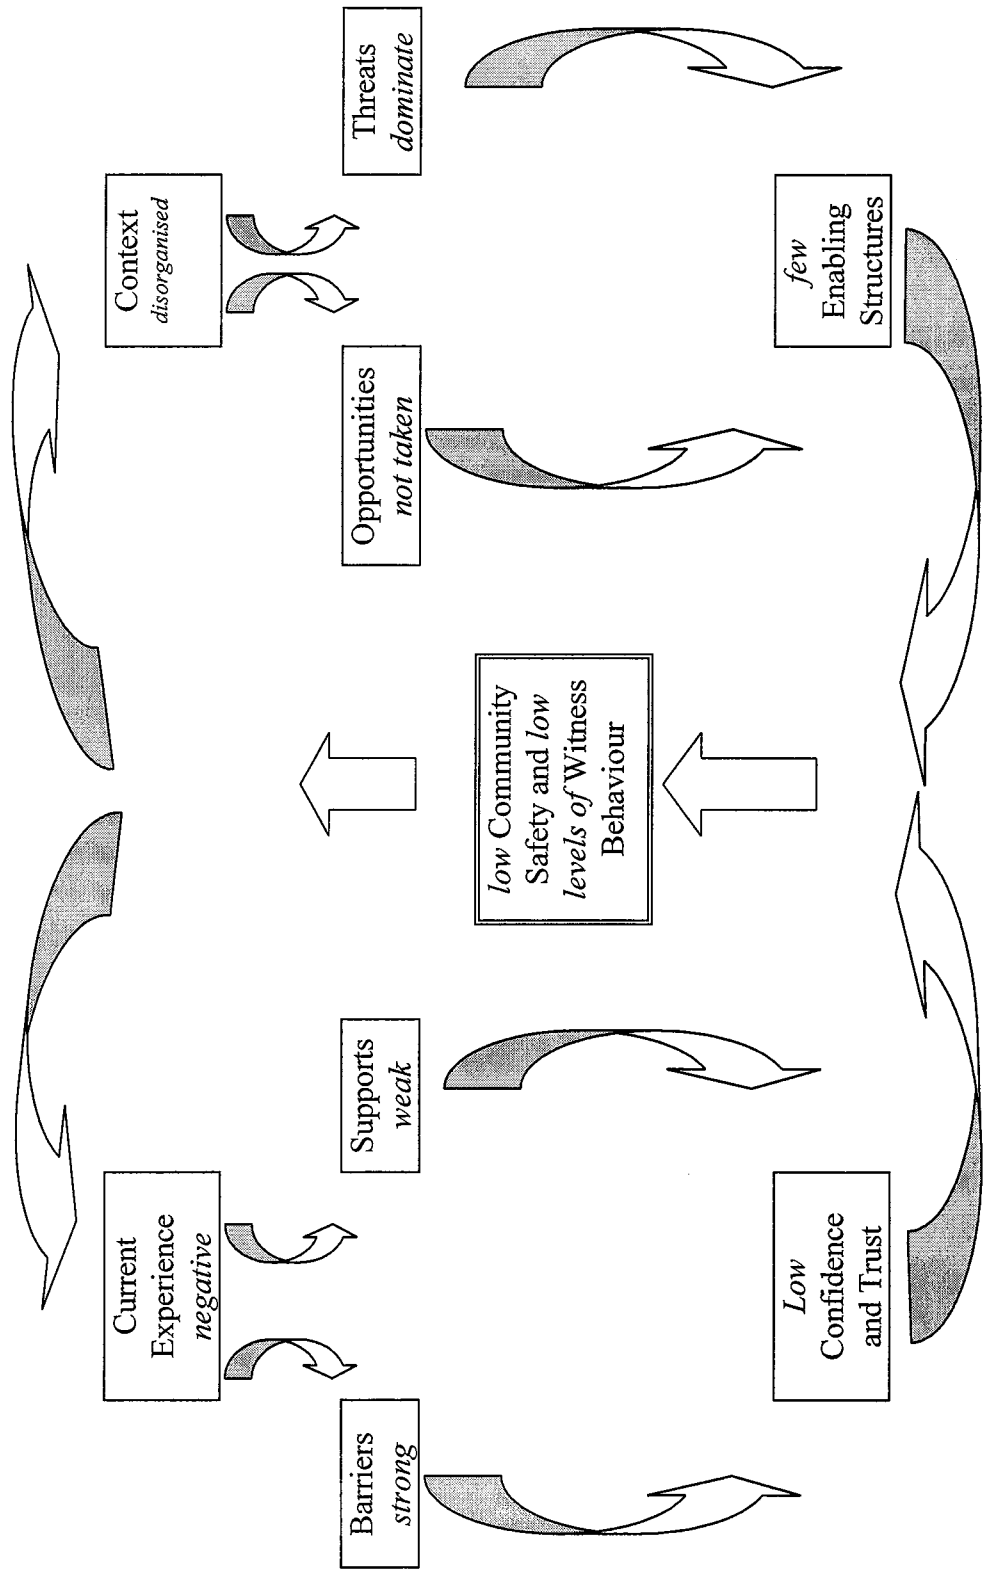 Current
Experience
negative
Context
disorganised
Barriers
strong
Supports
weak
Opportunities
not taken
Threats
dominate
low Community
Safety and low
levels of Witness
Behaviour
Low
Confidence
and Trust
few
Enabling
Structures